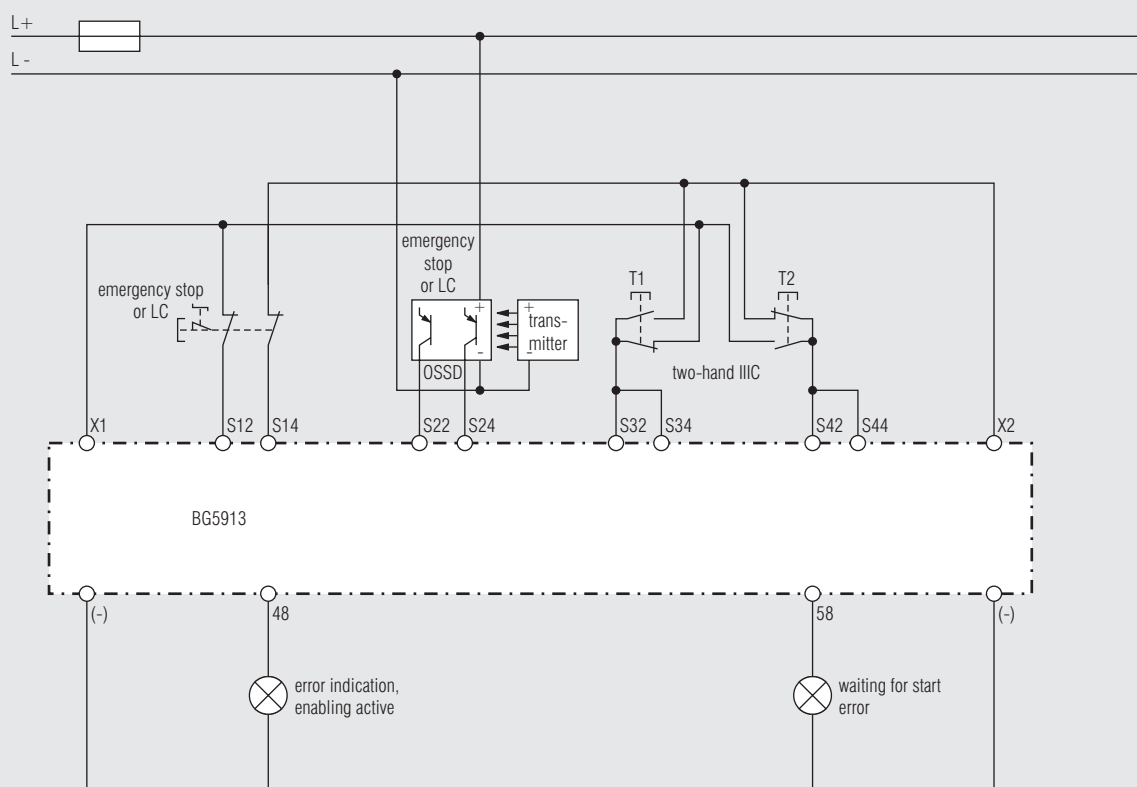 L+
L -
emergency
stop
or LC
emergency stop
or LC
T1
T2
+
+
trans-
mitter
-
-
OSSD
two-hand IIIC
X1
S12
S14
S22
S24
S32
S34
S42
S44
X2
BG5913
(-)
48
58
(-)
error indication,
enabling active
waiting for start
error